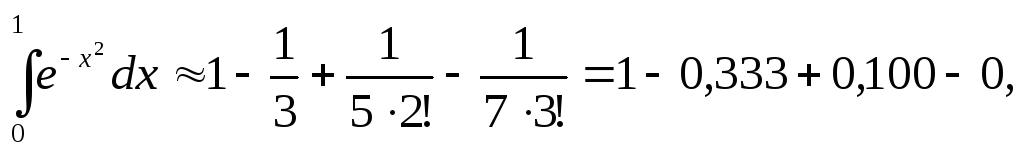 ∫₀¹ e^{-x²} dx ≈ 1 - 1/3 + 1/(5·2!) - 1/(7·3!) = 1 - 0,333 + 0,100 - 0,